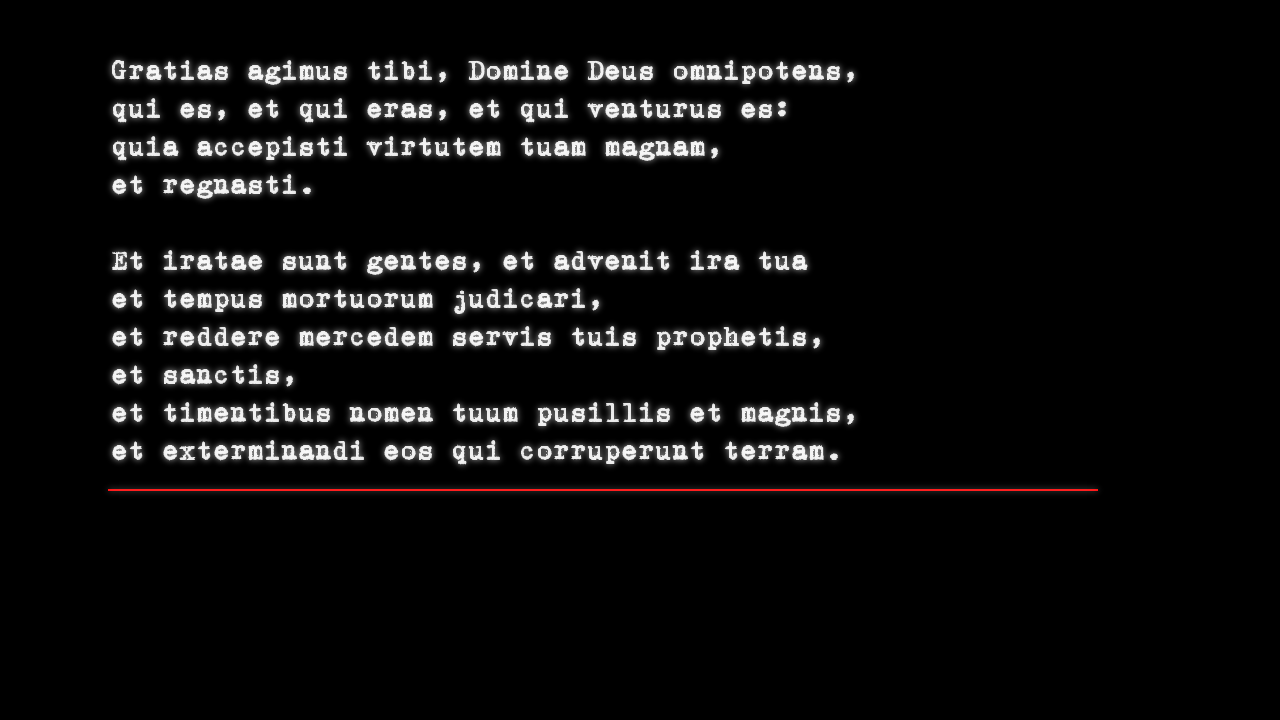 Gratias agimus tibi, Domine Deus omnipotens,
qui es, et qui eras, et qui venturus es:
quia accepisti virtutem tuam magnam,
et regnasti.
Et iratae sunt gentes, et advenit ira tua
et tempus mortuorum judicari,
et reddere mercedem servis tuis prophetis,
et sanctis,
et timentibus nomen tuum pusillis et magnis,
et exterminandi eos qui corruperunt terram.